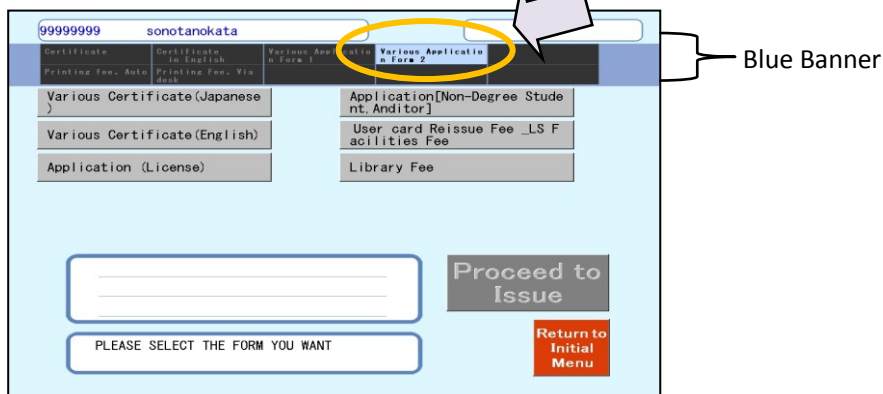 99999999 sonotanokata
Certificate
Certificate
in English
Various Applicatio
n Form 1
Various Applicatio
n Form 2
Printing fee, Auto
Printing Fee, Via
desk
Blue Banner
Various Certificate(Japanese
)
Application[Non-Degree Stude
nt,Anditor]
Various Certificate(English)
User card Reissue Fee _LS F
acilities Fee
Application (License)
Library Fee
Proceed to
Issue
PLEASE SELECT THE FORM YOU WANT
Return to
Initial
Menu